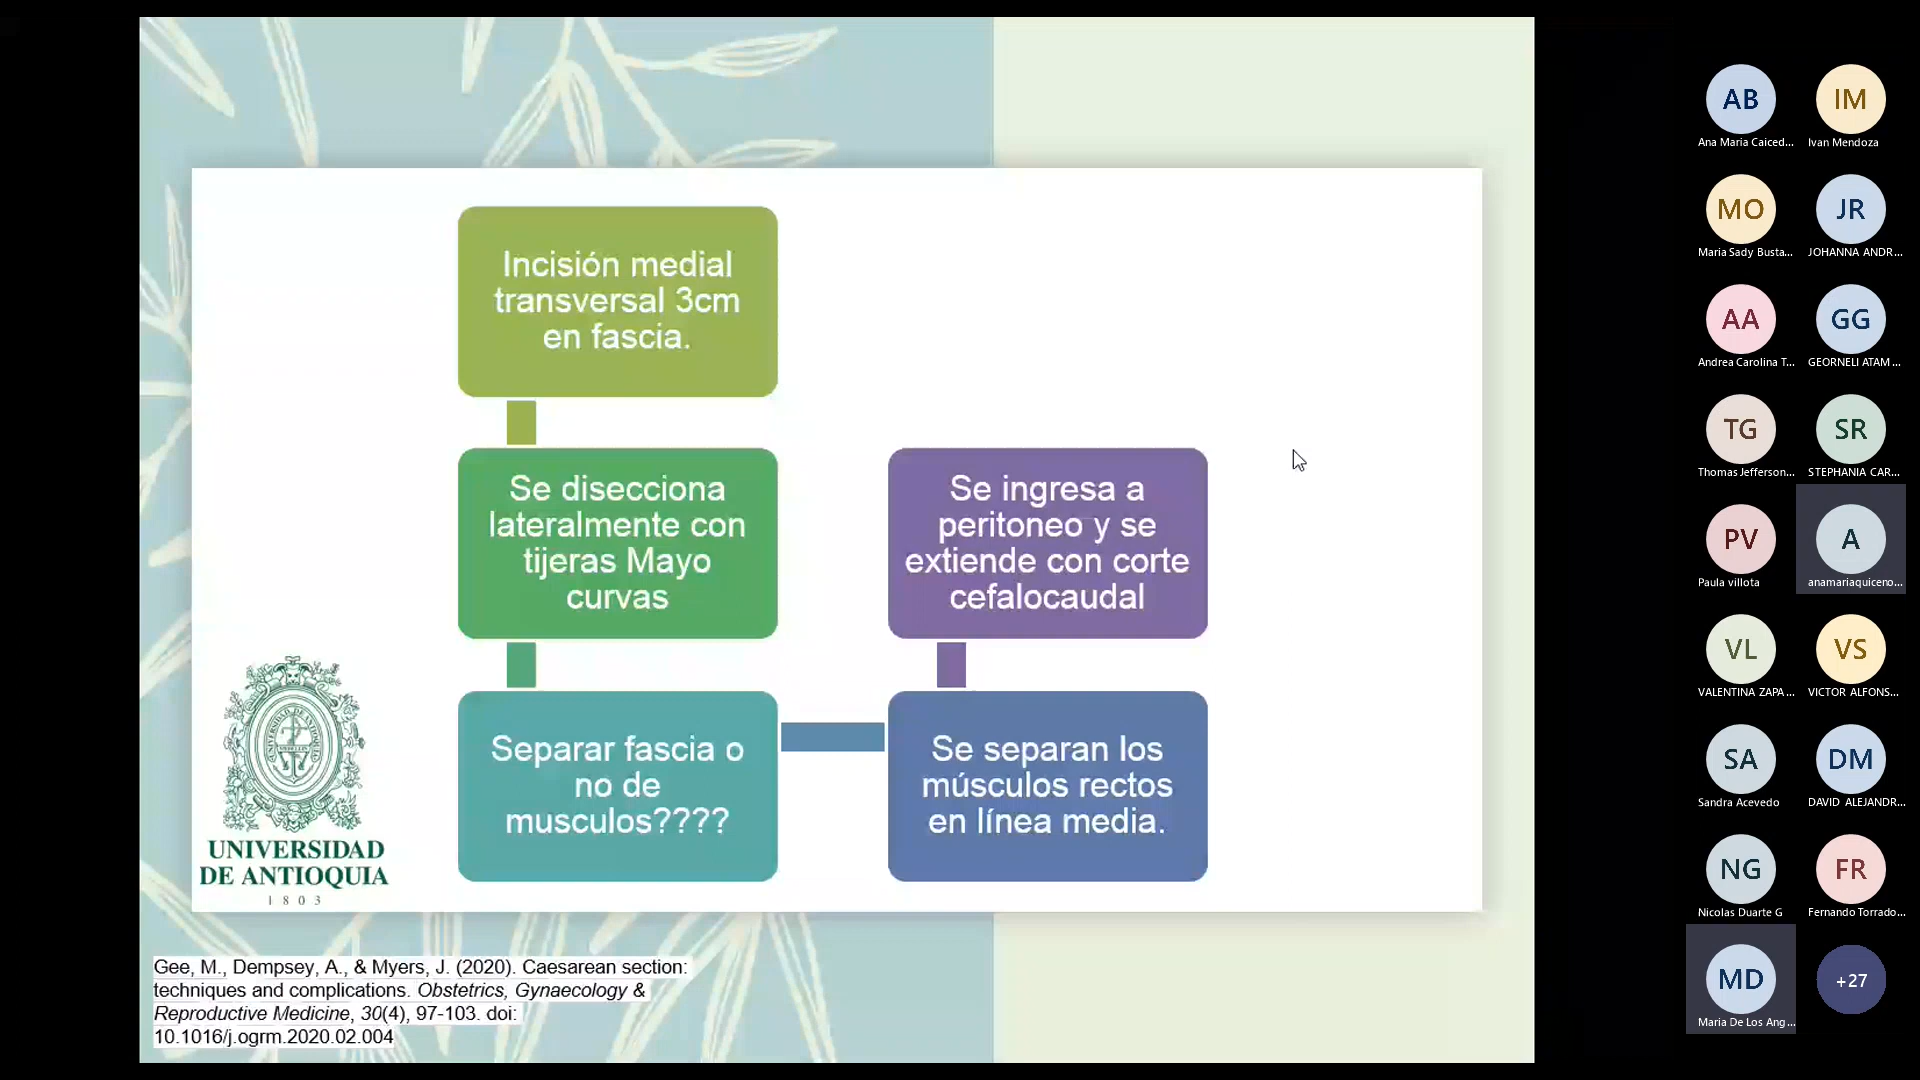 Incisión medial
transversal 3cm
en fascia.
Se disecciona
lateralmente con
tijeras Mayo
curvas
Separar fascia o
no de
musculos????
Se separan los
músculos rectos
en línea media.
Se ingresa a
peritoneo y se
extiende con corte
cefalocaudal
UNIVERSIDAD
DE ANTIOQUIA
1803
Gee, M., Dempsey, A., & Myers, J. (2020). Caesarean section:
techniques and complications. Obstetrics, Gynaecology &
Reproductive Medicine, 30(4), 97-103. doi:
10.1016/j.ogrm.2020.02.004
AB
Ana Maria Caiced...
IM
Ivan Mendoza
MO
Maria Sady Busta...
JR
JOHANNA ANDR...
AA
Andrea Carolina T...
GG
GEORNELI ATAM...
TG
Thomas Jefferson...
SR
STEPHANIA CAR...
PV
Paula villota
A
anamariaquiceno...
VL
VALENTINA ZAPA...
VS
VICTOR ALFONS...
SA
Sandra Acevedo
DM
DAVID ALEJANDR...
NG
Nicolas Duarte G
FR
Fernando Torrado...
MD
Maria De Los Ang...
+27